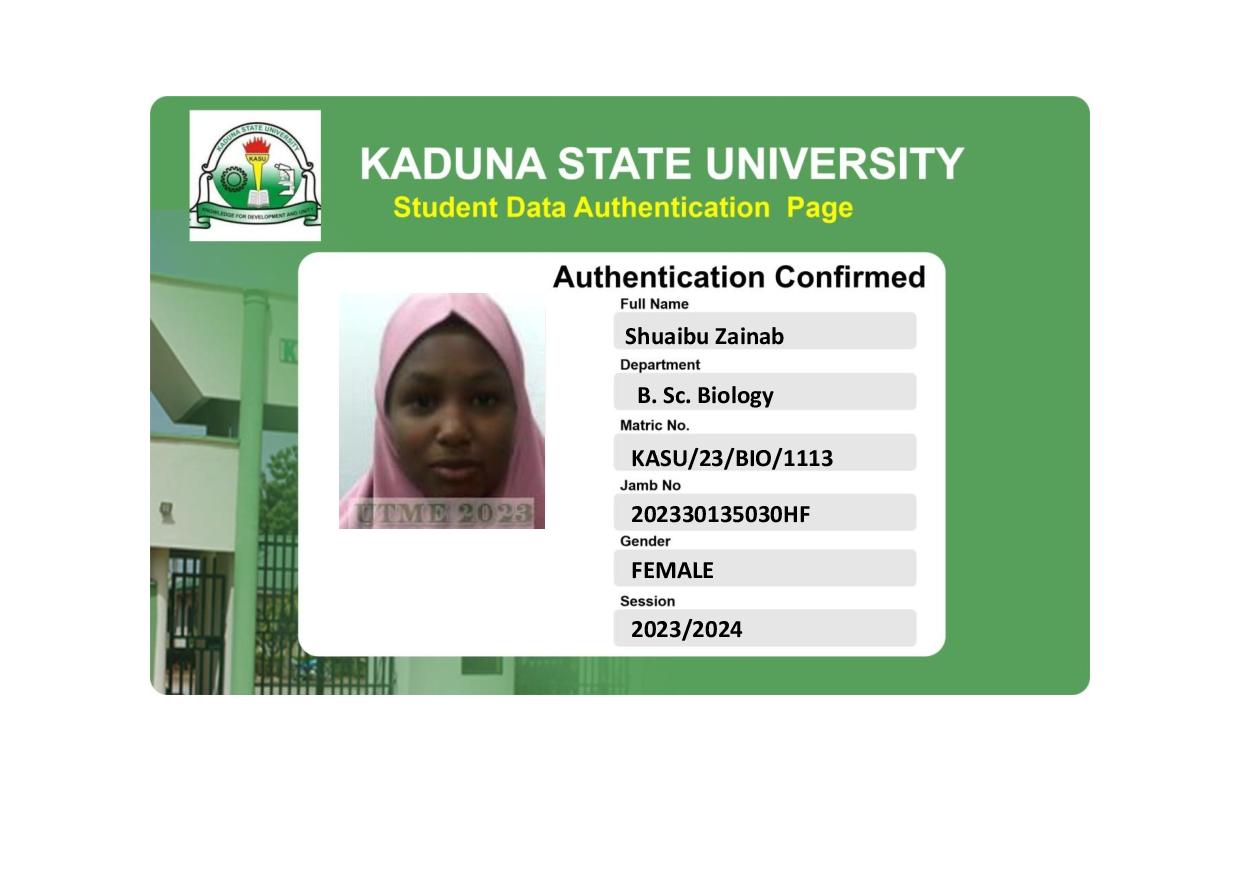 KADUNA STATE UNIVERSITY
KASU
KNOWLEDGE FOR DEVELOPMENT AND UNITY
KADUNA STATE UNIVERSITY
Student Data Authentication Page
Authentication Confirmed
Full Name
Shuaibu Zainab
Department
B. Sc. Biology
Matric No.
KASU/23/BIO/1113
Jamb No
202330135030HF
Gender
FEMALE
Session
2023/2024
UTME 2023
K